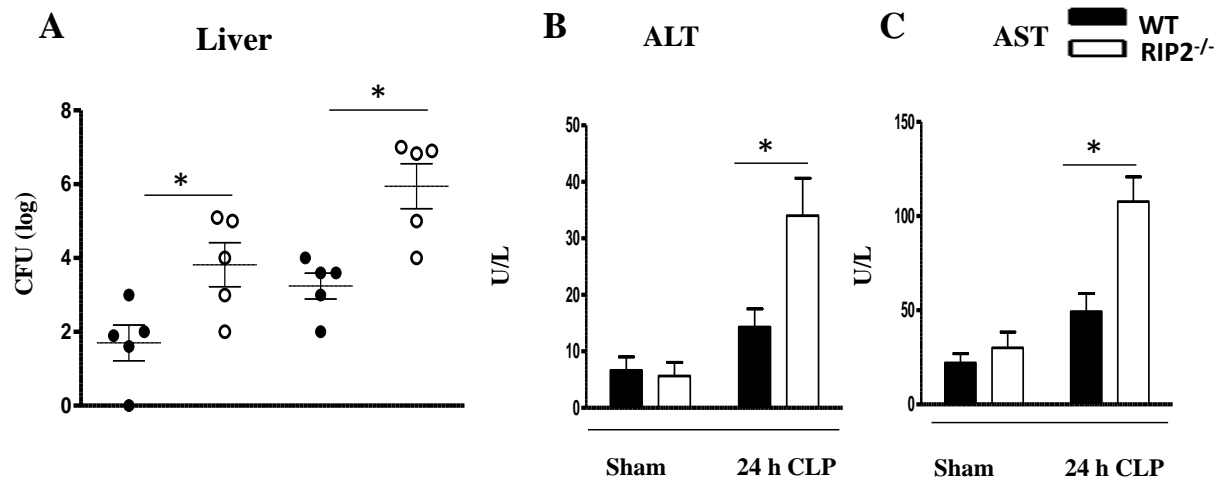 A
Liver
CFU (log)
8
6
4
2
0
*
*
B
ALT
U/L
50
40
30
20
10
0
*
Sham
24 h CLP
C
AST
WT
RIP2-/-
U/L
150
100
50
0
*
Sham
24 h CLP